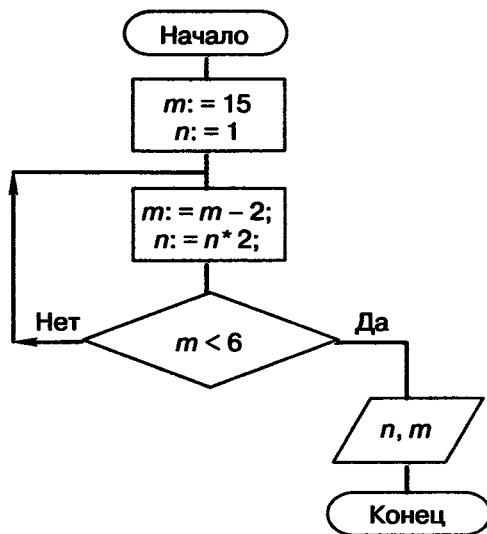 Начало
m: = 15
n: = 1
m: = m – 2;
n: = n* 2;
Нет
m < 6
Да
n, m
Конец